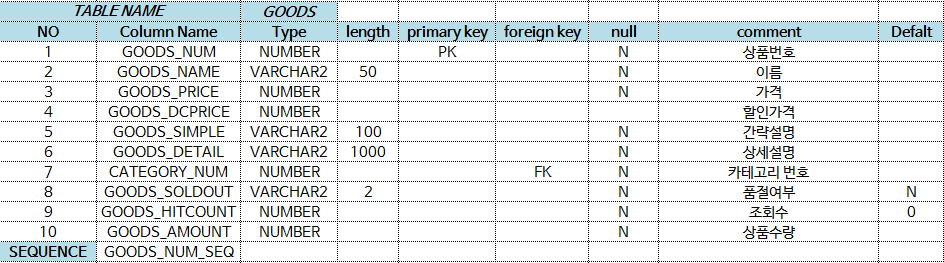 TABLE NAME GOODS
NO Column Name Type length primary key foreign key null comment Defalt
1 GOODS_NUM NUMBER PK N 상품번호
2 GOODS_NAME VARCHAR2 50 N 이름
3 GOODS_PRICE NUMBER N 가격
4 GOODS_DCPRICE NUMBER 할인가격
5 GOODS_SIMPLE VARCHAR2 100 N 간략설명
6 GOODS_DETAIL VARCHAR2 1000 N 상세설명
7 CATEGORY_NUM NUMBER FK N 카테고리 번호
8 GOODS_SOLDOUT VARCHAR2 2 N 품절여부 N
9 GOODS_HITCOUNT NUMBER N 조회수 0
10 GOODS_AMOUNT NUMBER N 상품수량
SEQUENCE GOODS_NUM_SEQ